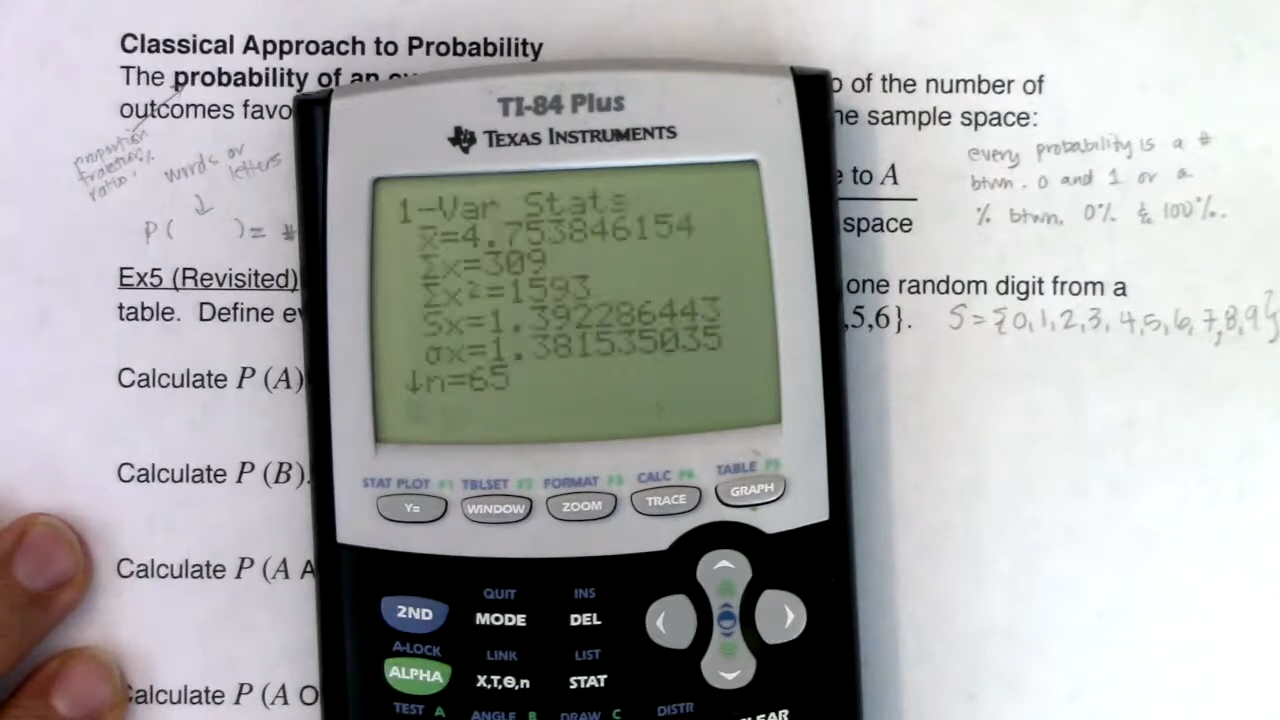 Classical Approach to Probability
The probability of an
outcomes favo
o of the number of
he sample space:
proportion
fraction %
ratio
words or
letters
P( ) = #
e to A
space
every probability is a #
btwn. 0 and 1 or a
% btwn. 0% & 100%.
Ex5 (Revisited)
one random digit from a
table. Define e
,5,6}.
S={0,1,2,3,4,5,6,7,8,9}
Calculate P (A)
Calculate P (B).
Calculate P (A A
Calculate P (A O
TI-84 Plus
TEXAS INSTRUMENTS
1-Var Stats
x̄=4.753846154
Σx=309
Σx²=1593
Sx=1.392286443
σx=1.381535035
↓n=65
STAT PLOT F1 TBLSET F2 FORMAT F3 CALC F4 TABLE F5
Y= WINDOW ZOOM TRACE GRAPH
QUIT INS
2ND MODE DEL
A-LOCK LINK LIST
ALPHA X,T,θ,n STAT
TEST A ANGLE B DRAW C DISTR
LEAR